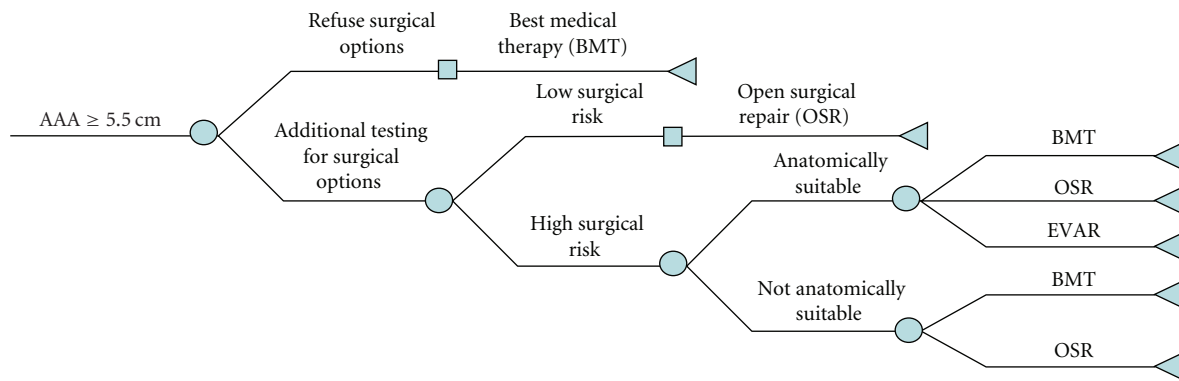 Refuse surgical
options
Best medical
therapy (BMT)
AAA ≥ 5.5 cm
Additional testing
for surgical
options
Low surgical
risk
Open surgical
repair (OSR)
High surgical
risk
Anatomically
suitable
BMT
OSR
EVAR
Not anatomically
suitable
BMT
OSR